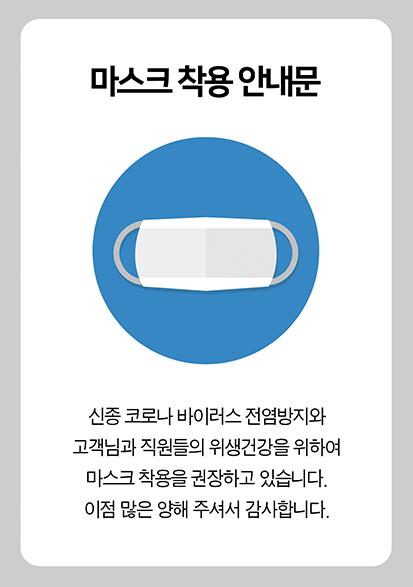 마스크 착용 안내문
신종 코로나 바이러스 전염방지와
고객님과 직원들의 위생건강을 위하여
마스크 착용을 권장하고 있습니다.
이점 많은 양해 주셔서 감사합니다.